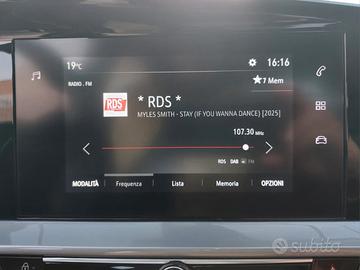 19°C
16:16
RADIO . FM
★7 Mem
RDS
* RDS *
MYLES SMITH - STAY (IF YOU WANNA DANCE) [2025]
107.30 MHz
RDS DAB FM
MODALITÀ Frequenza Lista Memoria OPZIONI
subito